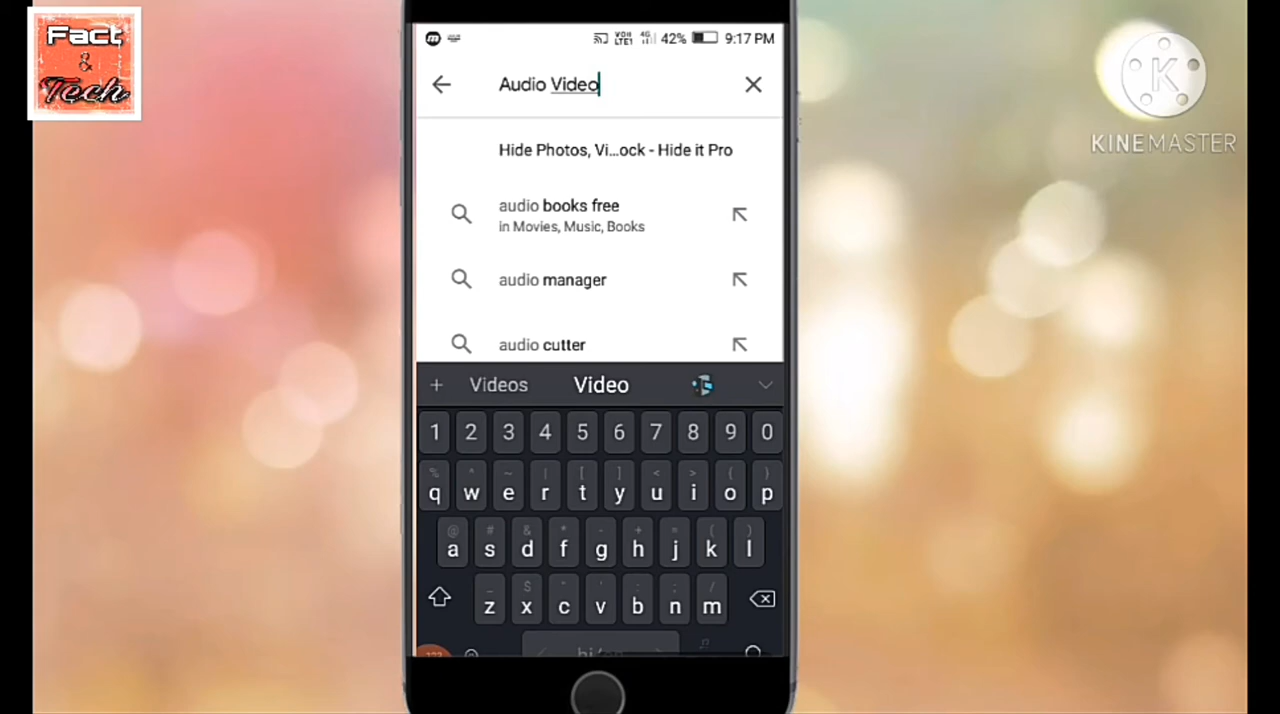 Fact
&
Tech
KINEMASTER
K
42% 9:17 PM
Audio Video
Hide Photos, Vi...ock - Hide it Pro
audio books free
in Movies, Music, Books
audio manager
audio cutter
Videos Video
1 2 3 4 5 6 7 8 9 0
q w e r t y u i o p
a s d f g h j k l
z x c v b n m